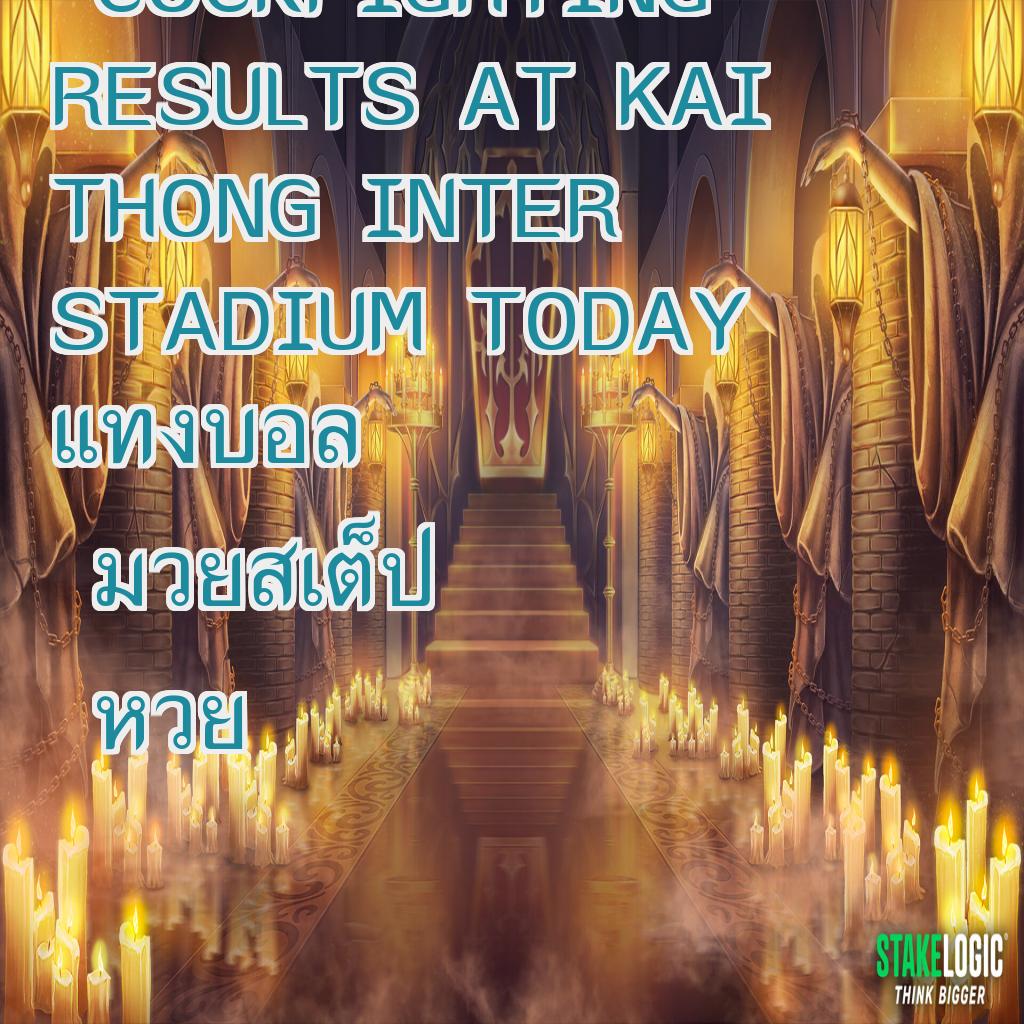 COCKFIGHTING
RESULTS AT KAI
THONG INTER
STADIUM TODAY
แทงบอล
มวยสเต็ป
หวย
STAKELOGIC
THINK BIGGER